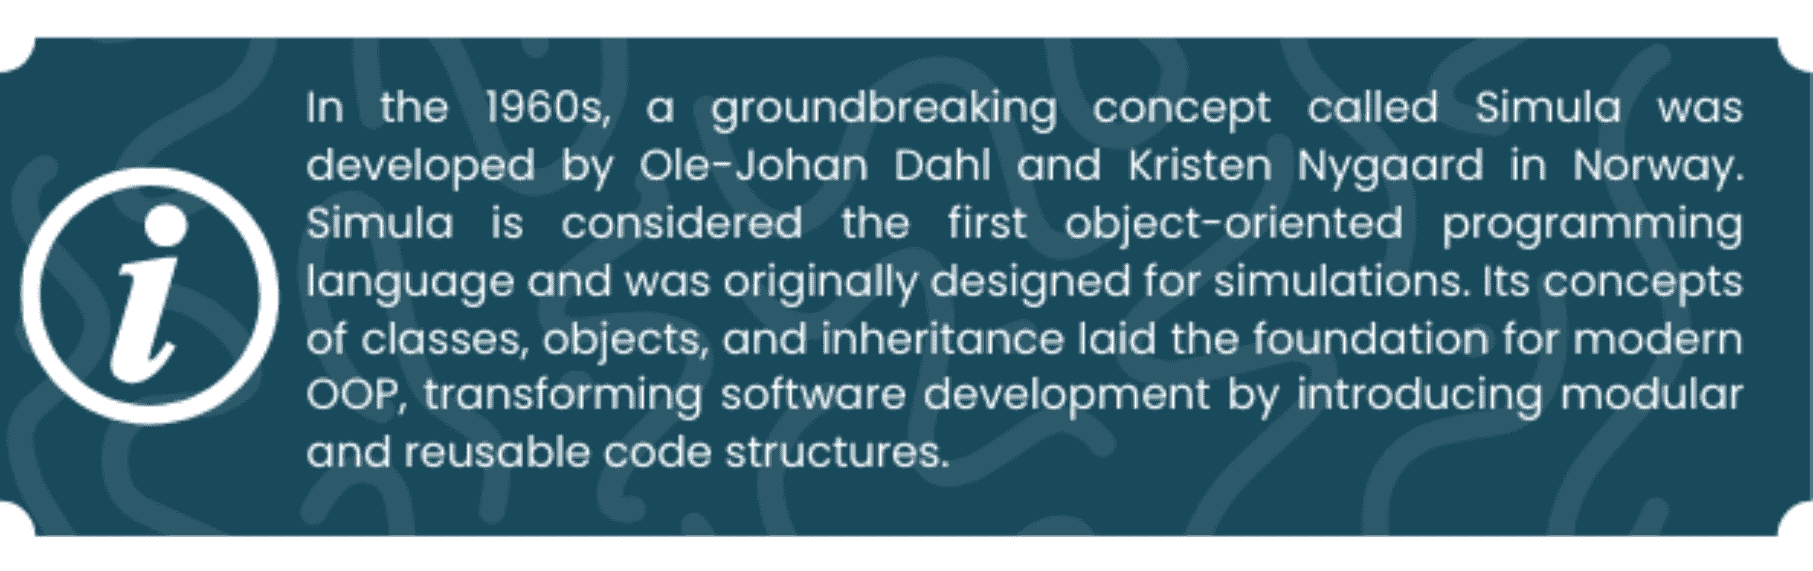 In the 1960s, a groundbreaking concept called Simula was
developed by Ole-Johan Dahl and Kristen Nygaard in Norway.
Simula is considered the first object-oriented programming
language and was originally designed for simulations. Its concepts
of classes, objects, and inheritance laid the foundation for modern
OOP, transforming software development by introducing modular
and reusable code structures.